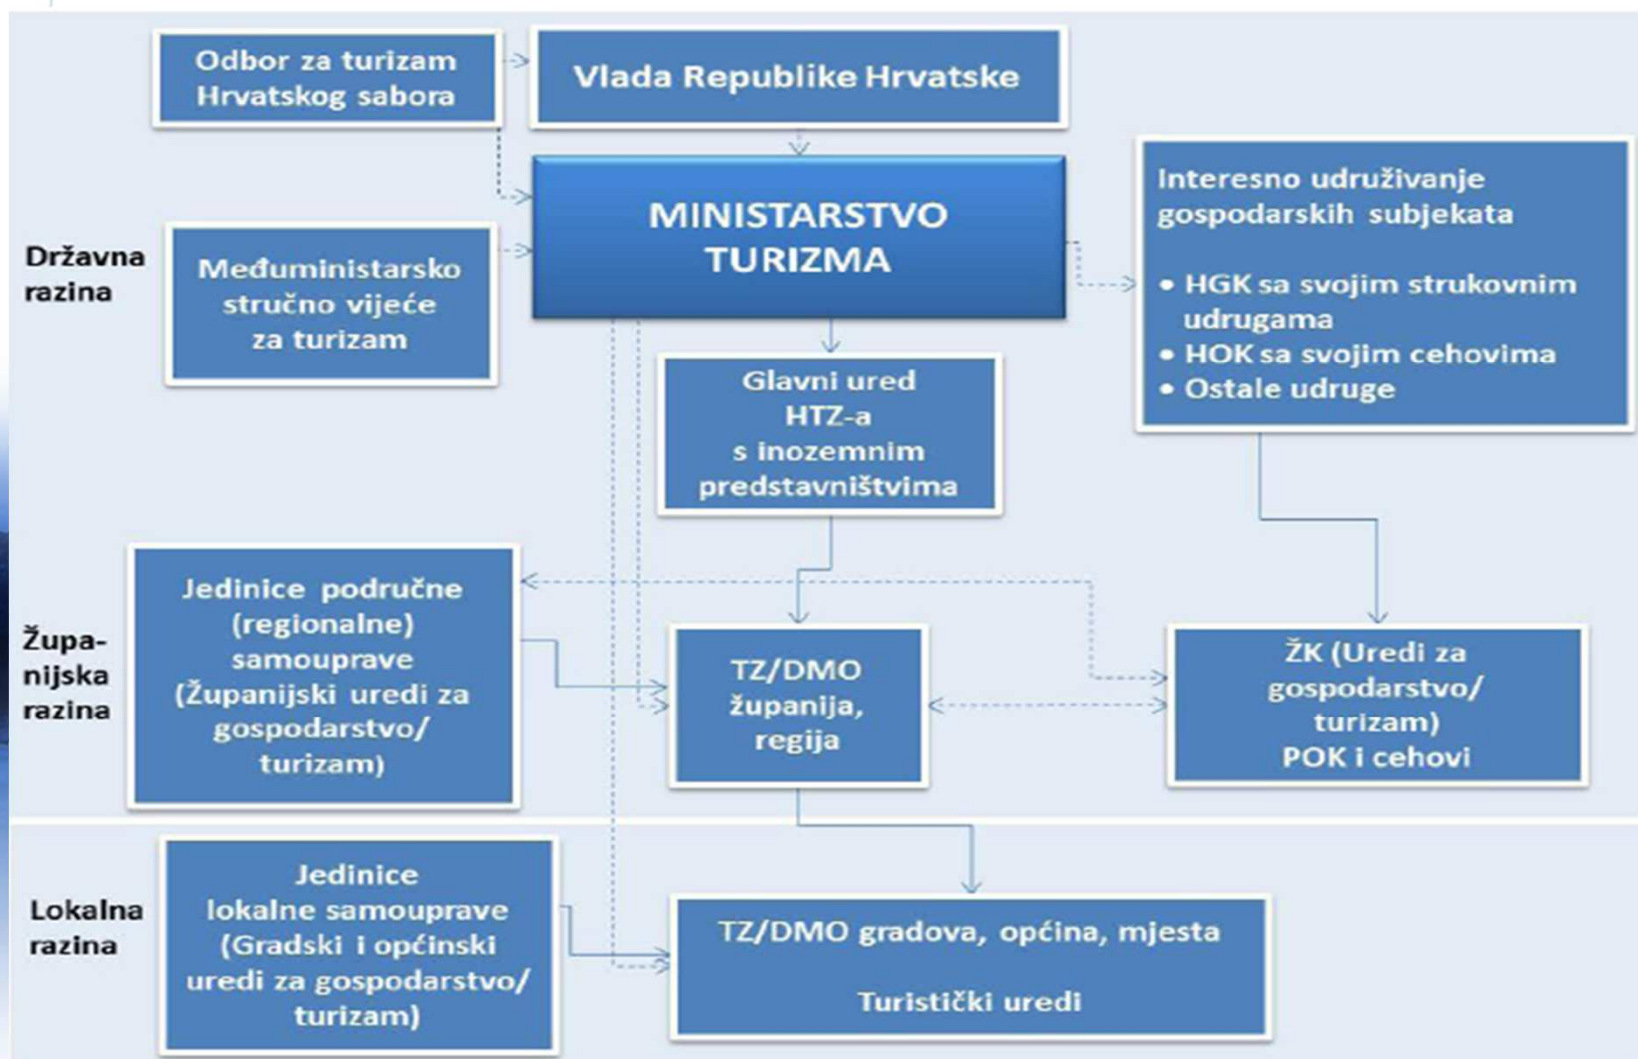 Odbor za turizam
Hrvatskog sabora
Vlada Republike Hrvatske
MINISTARSTVO
TURIZMA
Interesno udruživanje
gospodarskih subjekata
• HGK sa svojim strukovnim
udrugama
• HOK sa svojim cehovima
• Ostale udruge
Državna
razina
Međuministarsko
stručno vijeće
za turizam
Glavni ured
HTZ-a
s inozemnim
predstavništvima
Župa-
nijska
razina
Jedinice područne
(regionalne)
samouprave
(Županijski uredi za
gospodarstvo/
turizam)
TZ/DMO
županija,
regija
ŽK (Uredi za
gospodarstvo/
turizam)
POK i cehovi
Lokalna
razina
Jedinice
lokalne samouprave
(Gradski i općinski
uredi za gospodarstvo/
turizam)
TZ/DMO gradova, općina, mjesta
Turistički uredi